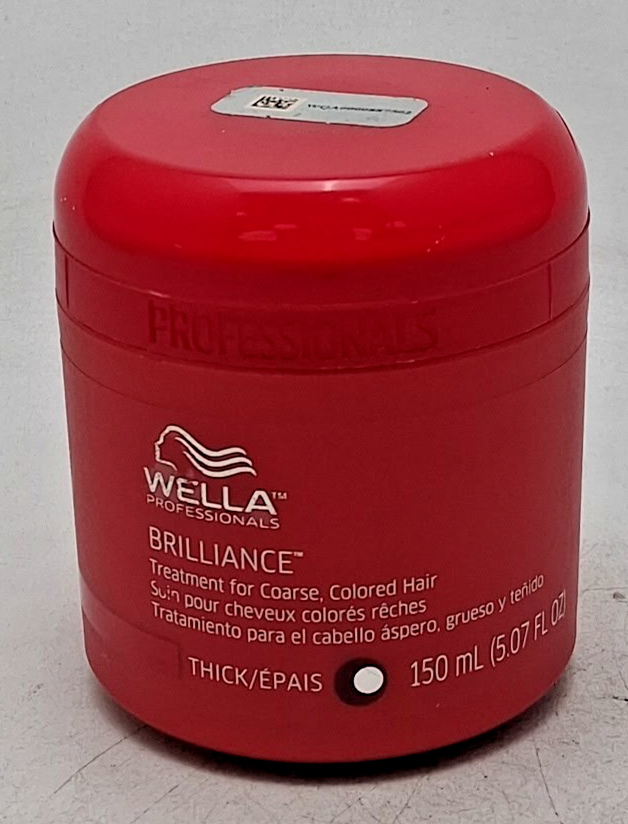 PROFESSIONALS
WELLA™
PROFESSIONALS
BRILLIANCE™
Treatment for Coarse, Colored Hair
Soin pour cheveux colorés rêches
Tratamiento para el cabello áspero, grueso y teñido
THICK/ÉPAIS 150 mL (5.07 FL OZ)